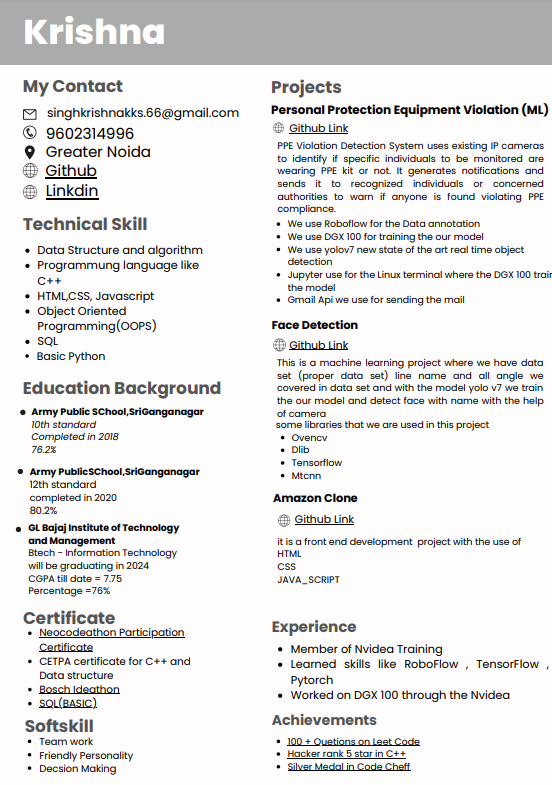 Krishna
My Contact
singhkrishnakks.66@gmail.com
9602314996
Greater Noida
Github
Linkdin
Technical Skill
Data Structure and algorithm
Programmung language like
C++
HTML,CSS, Javascript
Object Oriented
Programming(OOPS)
SQL
Basic Python
Education Background
Army Public SChool,SriGanganagar
10th standard
Completed in 2018
76.2%
Army PublicSChool,SriGanganagar
12th standard
completed in 2020
80.2%
GL Bajaj Institute of Technology
and Management
Btech - Information Technology
will be graduating in 2024
CGPA till date = 7.75
Percentage =76%
Certificate
Neocodeathon Participation
Certificate
CETPA certificate for C++ and
Data structure
Bosch Ideathon
SQL(BASIC)
Softskill
Team work
Friendly Personality
Decsion Making
Projects
Personal Protection Equipment Violation (ML)
Github Link
PPE Violation Detection System uses existing IP cameras
to identify if specific individuals to be monitored are
wearing PPE kit or not. It generates notifications and
sends it to recognized individuals or concerned
authorities to warn if anyone is found violating PPE
compliance.
We use Roboflow for the Data annotation
We use DGX 100 for training the our model
We use yolov7 new state of the art real time object
detection
Jupyter use for the Linux terminal where the DGX 100 train
the model
Gmail Api we use for sending the mail
Face Detection
Github Link
This is a machine learning project where we have data
set (proper data set) line name and all angle we
covered in data set and with the model yolo v7 we train
the our model and detect face with name with the help
of camera
some libraries that we are used in this project
Ovencv
Dlib
Tensorflow
Mtcnn
Amazon Clone
Github Link
it is a front end development project with the use of
HTML
CSS
JAVA_SCRIPT
Experience
Member of Nvidea Training
Learned skills like RoboFlow , TensorFlow ,
Pytorch
Worked on DGX 100 through the Nvidea
Achievements
100 + Quetions on Leet Code
Hacker rank 5 star in C++
Silver Medal in Code Cheff